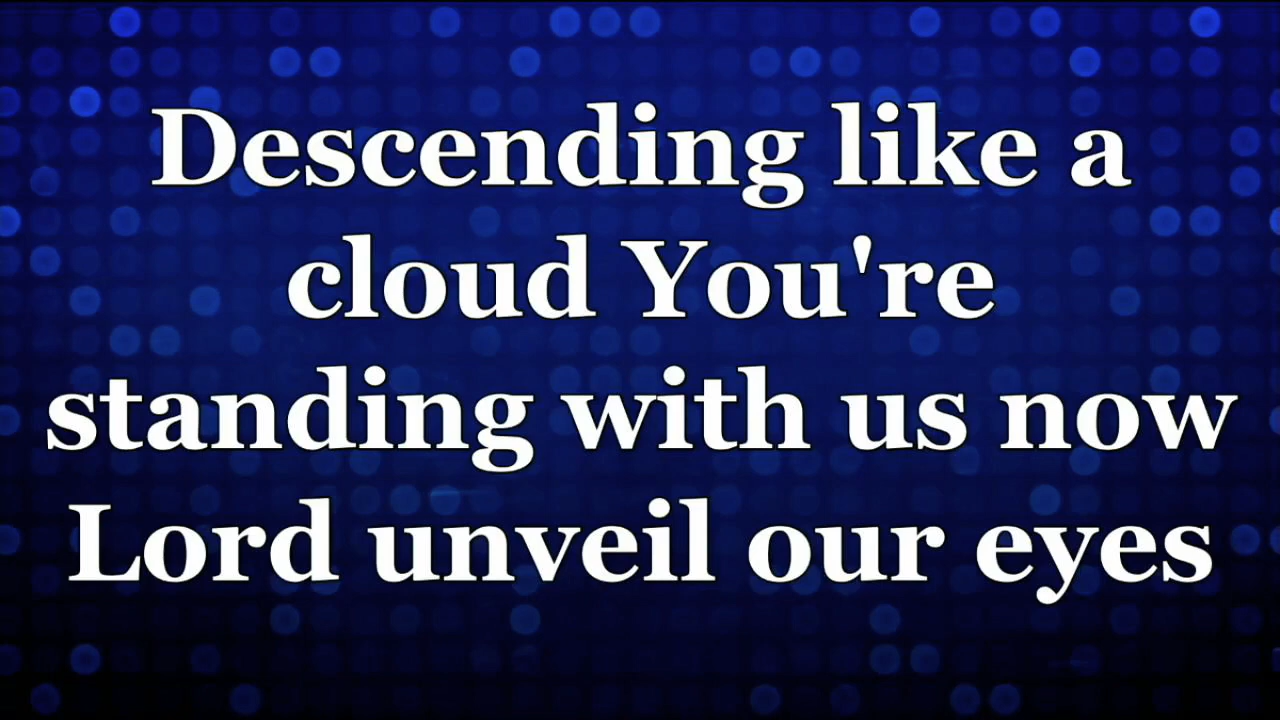 Descending like a
cloud You're
standing with us now
Lord unveil our eyes